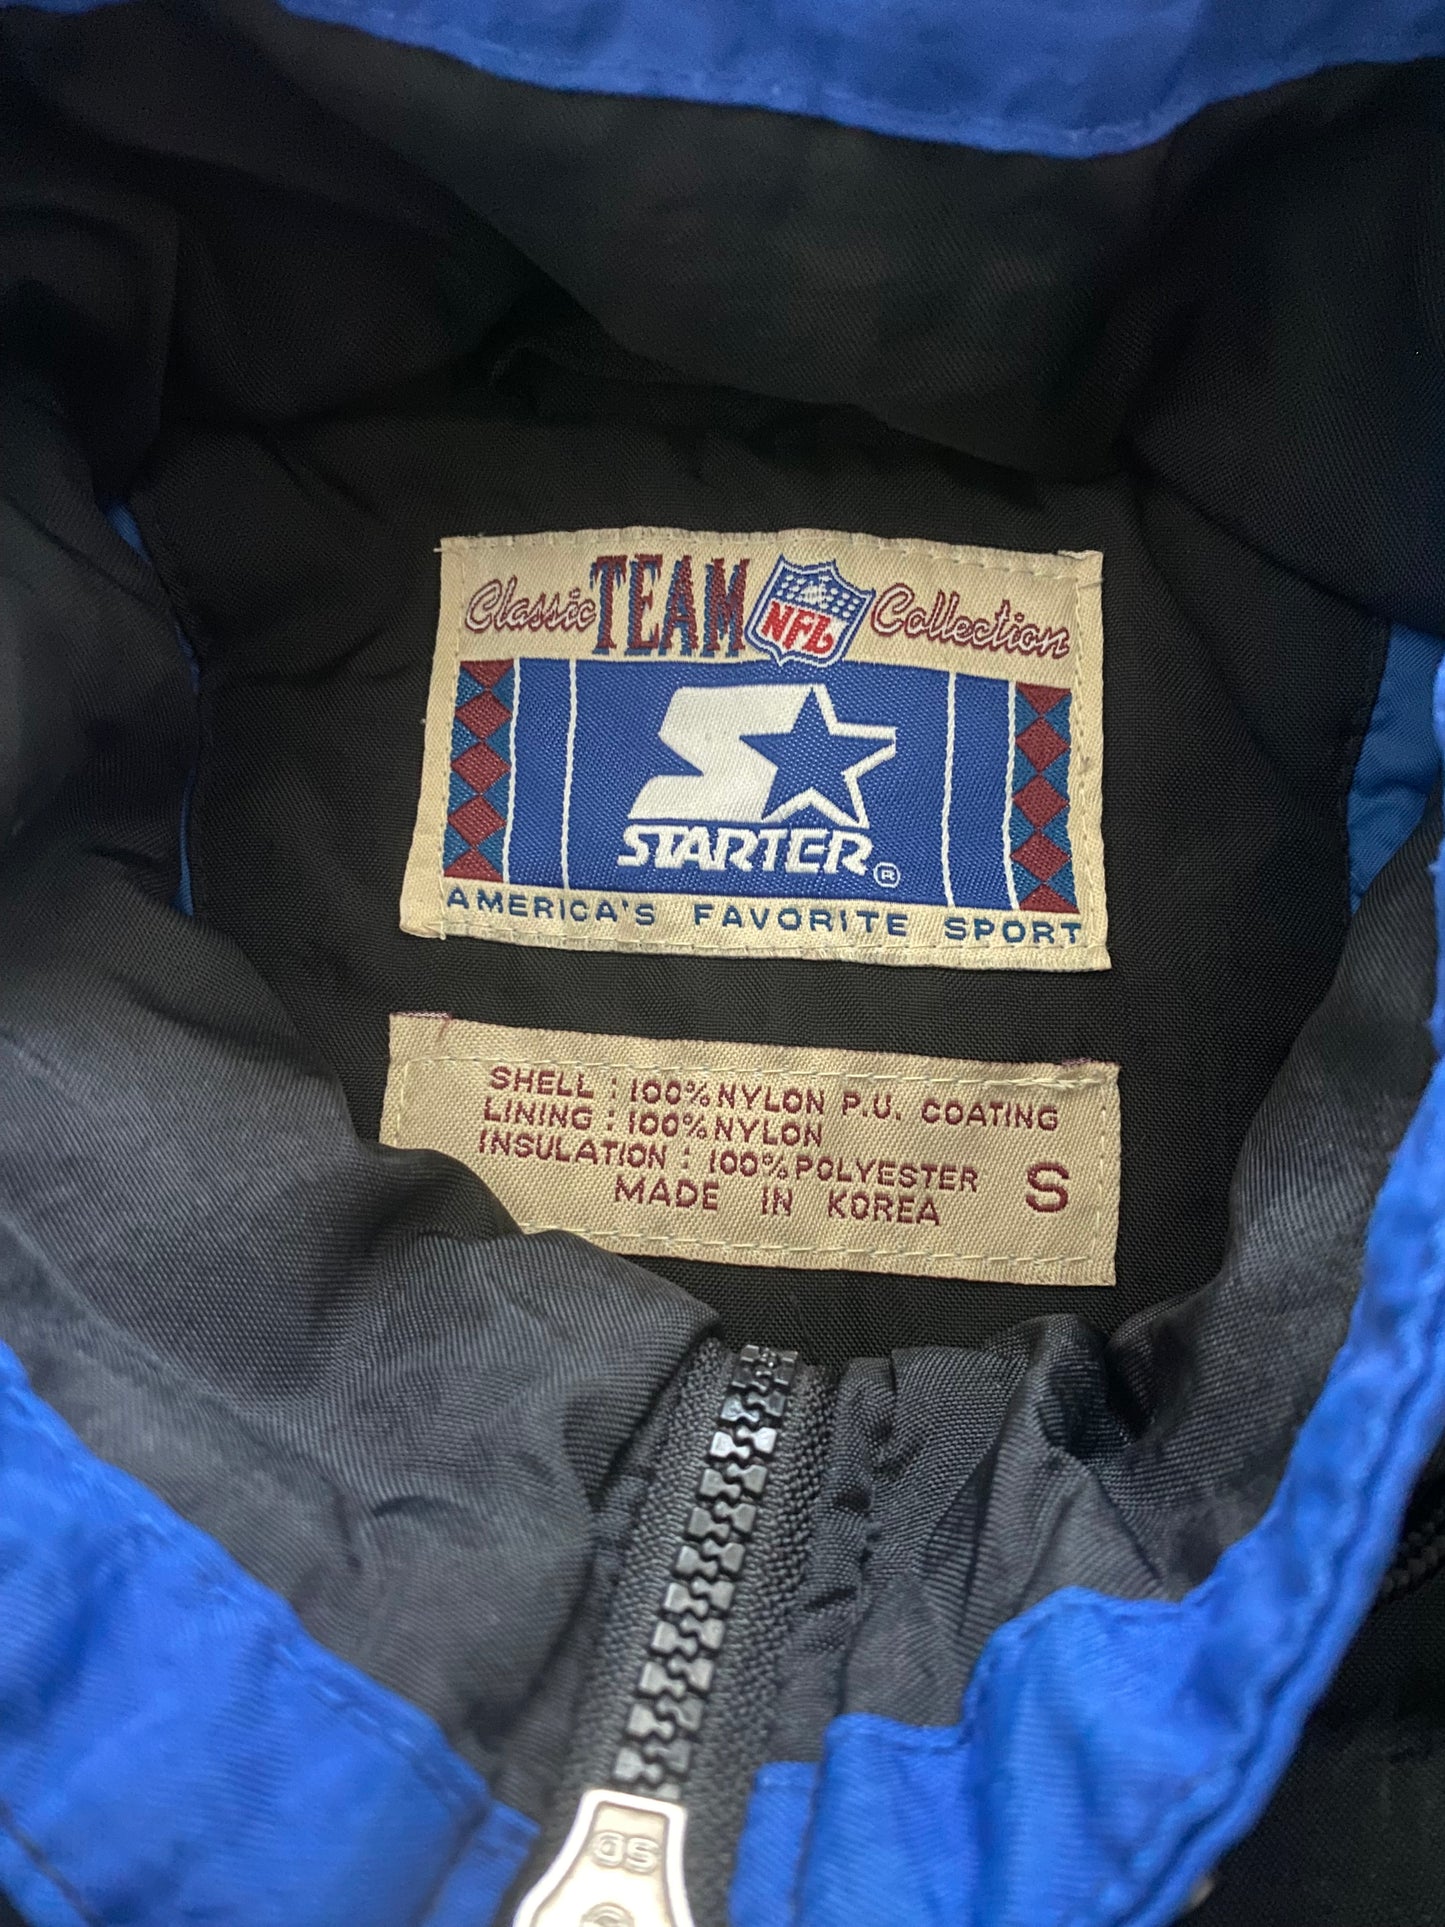 Classic TEAM NFL Collection
STARTER®
AMERICA'S FAVORITE SPORT
SHELL : 100% NYLON P.U. COATING
LINING : 100% NYLON
INSULATION : 100% POLYESTER S
MADE IN KOREA